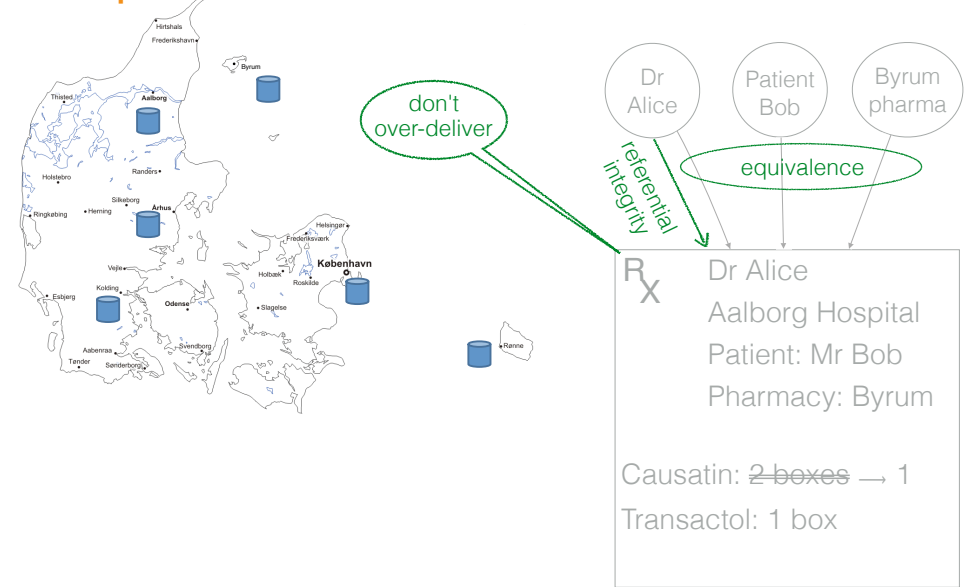 Hirtshals
Frederikshavn
Byrum
Thisted
Aalborg
Holstebro
Randers
Silkeborg
Århus
Ringkøbing
Herning
Helsingør
Frederiksværk
København
Holbæk
Roskilde
Vejle
Kolding
Esbjerg
Odense
Slagelse
Svendborg
Aabenraa
Tønder
Sønderborg
Rønne
don't
over-deliver
Dr
Alice
Patient
Bob
Byrum
pharma
referential
integrity
equivalence
Rx
Dr Alice
Aalborg Hospital
Patient: Mr Bob
Pharmacy: Byrum
Causatin: 2 boxes → 1
Transactol: 1 box